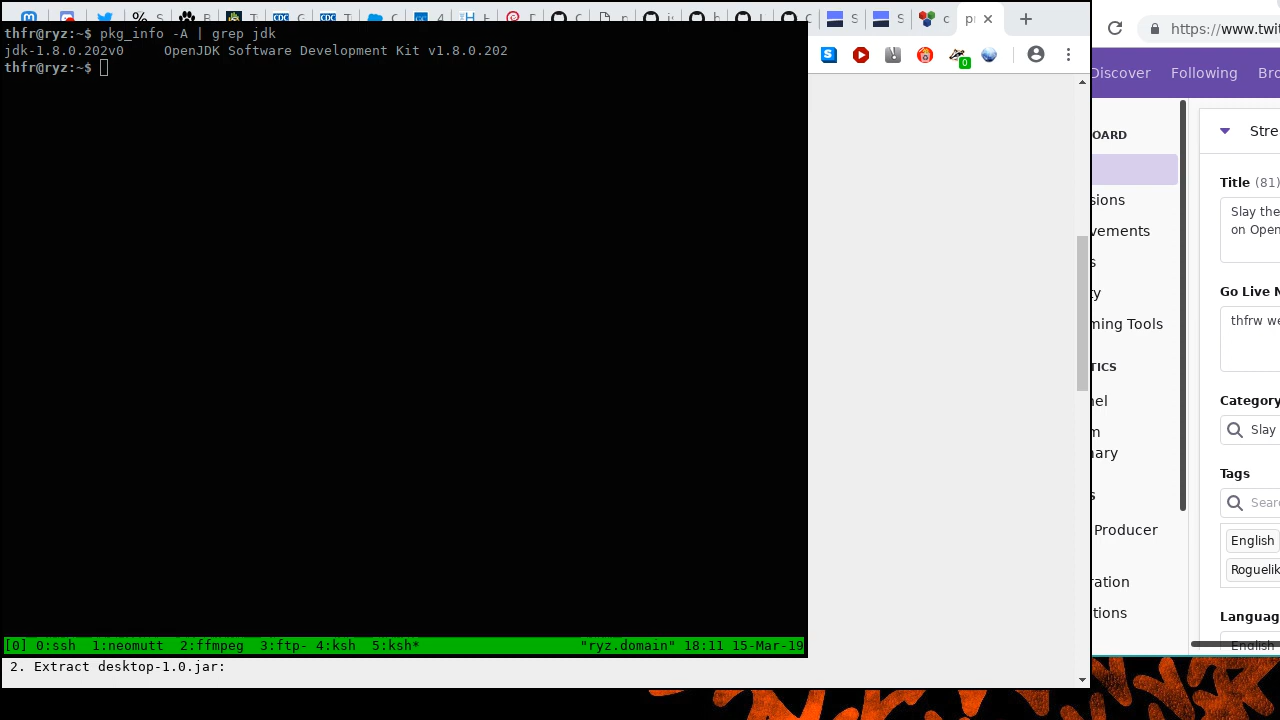 thfr@ryz:~$ pkg_info -A | grep jdk
jdk-1.8.0.202v0     OpenJDK Software Development Kit v1.8.0.202
thfr@ryz:~$
[0] 0:ssh  1:neomutt  2:ffmpeg  3:ftp- 4:ksh  5:ksh*                    "ryz.domain" 18:11 15-Mar-19
2. Extract desktop-1.0.jar:
0
https://www.twit
Discover Following Bro
OARD
sions
vements
s
ty
ming Tools
TICS
nel
m
nary
s
Producer
ration
tions
Stre
Title (81)
Slay the
on Open
Go Live N
thfrw we
Category
Slay
Tags
Sear
English
Roguelik
Languag
English